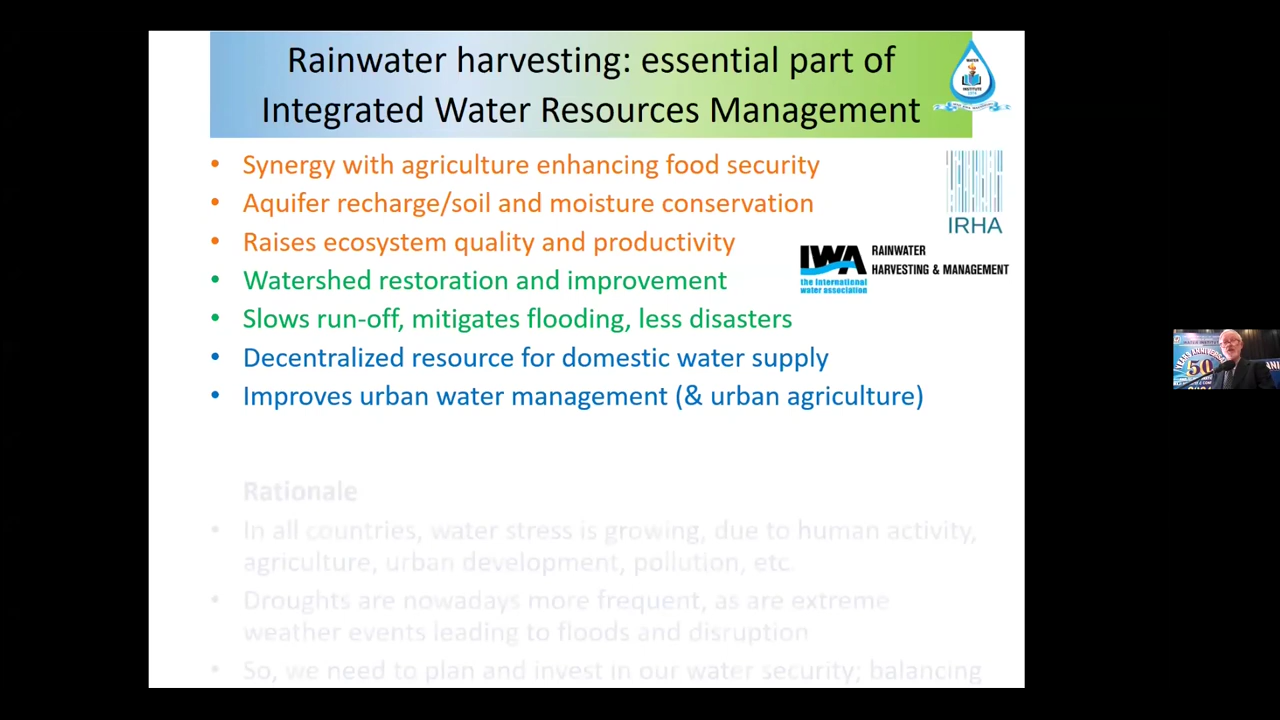 Rainwater harvesting: essential part of
Integrated Water Resources Management
WATER
INSTITUTE
• Synergy with agriculture enhancing food security
• Aquifer recharge/soil and moisture conservation
• Raises ecosystem quality and productivity
• Watershed restoration and improvement
• Slows run-off, mitigates flooding, less disasters
• Decentralized resource for domestic water supply
• Improves urban water management (& urban agriculture)
IRHA
IWA RAINWATER
HARVESTING & MANAGEMENT
the international
water association
Rationale
• In all countries, water stress is growing, due to human activity,
agriculture, urban development, pollution, etc.
• Droughts are nowadays more frequent, as are extreme
weather events leading to floods and disruption
• So, we need to plan and invest in our water security; balancing
50